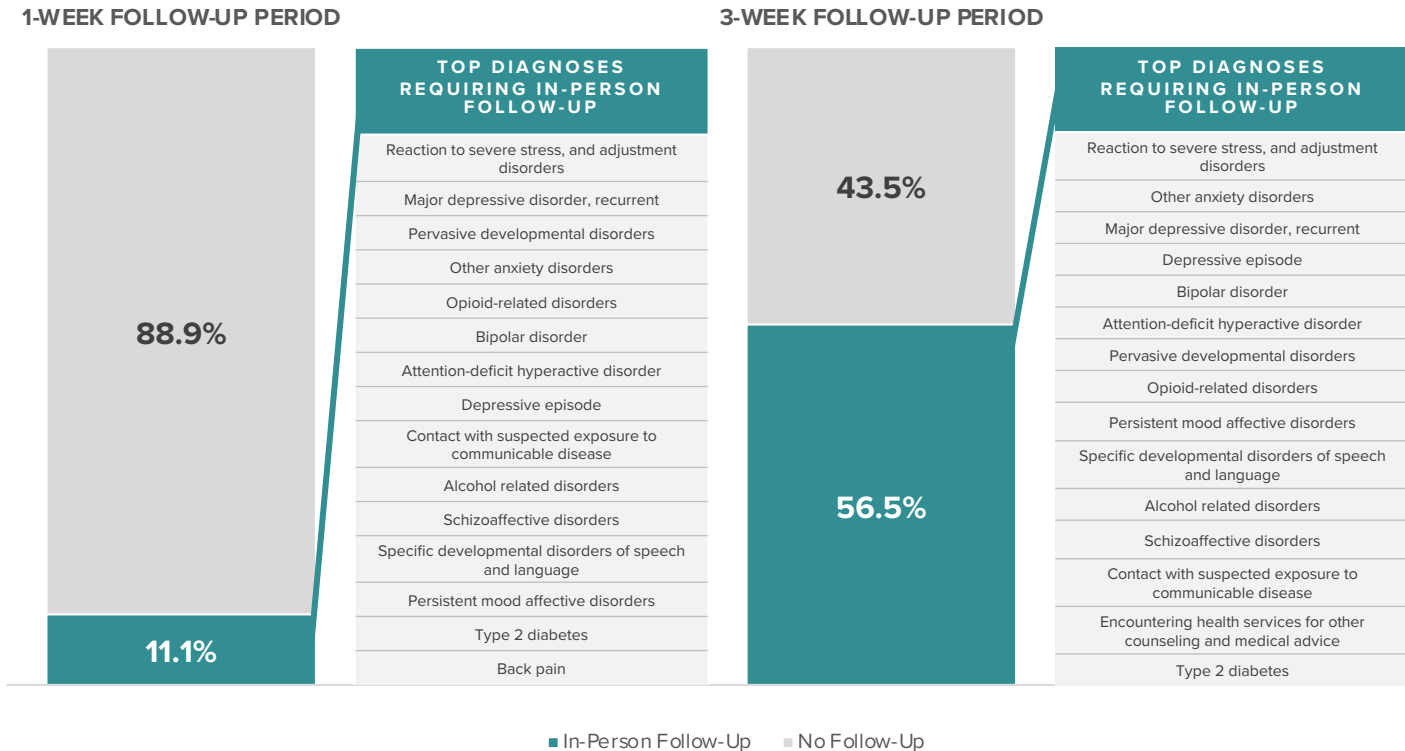 1-WEEK FOLLOW-UP PERIOD
88.9%
11.1%
TOP DIAGNOSES
REQUIRING IN-PERSON
FOLLOW-UP
Reaction to severe stress, and adjustment
disorders
Major depressive disorder, recurrent
Pervasive developmental disorders
Other anxiety disorders
Opioid-related disorders
Bipolar disorder
Attention-deficit hyperactive disorder
Depressive episode
Contact with suspected exposure to
communicable disease
Alcohol related disorders
Schizoaffective disorders
Specific developmental disorders of speech
and language
Persistent mood affective disorders
Type 2 diabetes
Back pain
3-WEEK FOLLOW-UP PERIOD
43.5%
56.5%
TOP DIAGNOSES
REQUIRING IN-PERSON
FOLLOW-UP
Reaction to severe stress, and adjustment
disorders
Other anxiety disorders
Major depressive disorder, recurrent
Depressive episode
Bipolar disorder
Attention-deficit hyperactive disorder
Pervasive developmental disorders
Opioid-related disorders
Persistent mood affective disorders
Specific developmental disorders of speech
and language
Alcohol related disorders
Schizoaffective disorders
Contact with suspected exposure to
communicable disease
Encountering health services for other
counseling and medical advice
Type 2 diabetes
In-Person Follow-Up
No Follow-Up